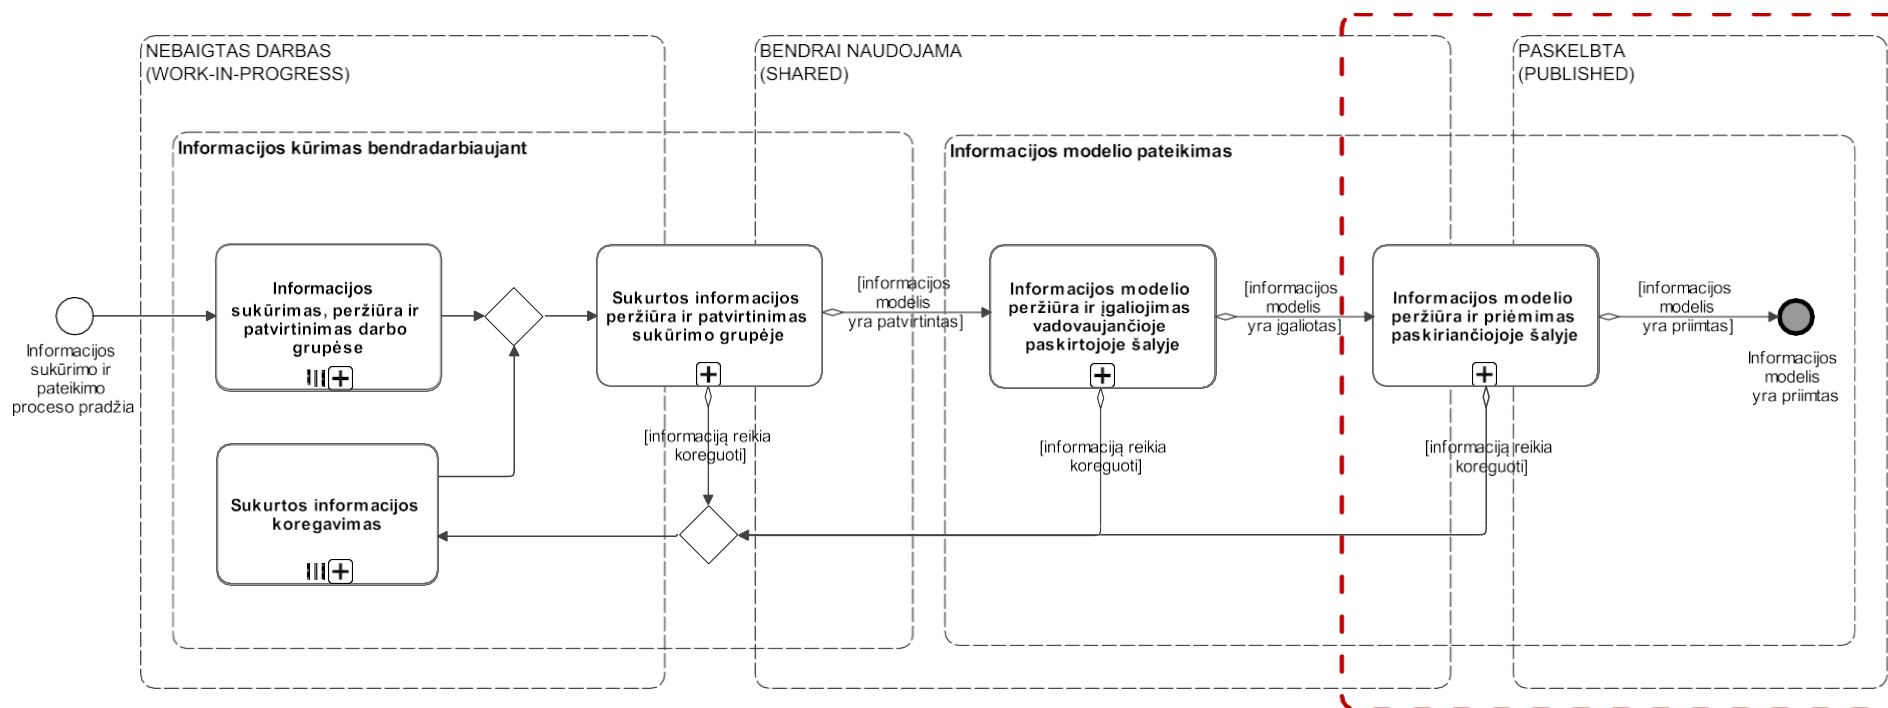 NEBAIGTAS DARBAS
(WORK-IN-PROGRESS)
BENDRAI NAUDOJAMA
(SHARED)
PASKELBTA
(PUBLISHED)
Informacijos kūrimas bendradarbiaujant
Informacijos modelio pateikimas
Informacijos
sukūrimo ir
pateikimo
proceso pradžia
Informacijos
sukūrimas, peržiūra ir
patvirtinimas darbo
grupėse
Sukurtos informacijos
peržiūra ir patvirtinimas
sukūrimo grupėje
[informacijos
modelis
yra patvirtintas]
Informacijos modelio
peržiūra ir įgaliojimas
vadovaujančioje
paskirtojoje šalyje
[informacijos
modelis
yra įgaliotas]
Informacijos modelio
peržiūra ir priėmimas
paskiriančiojoje šalyje
[informacijos
modelis
yra priimtas]
Informacijos
modelis
yra priimtas
[informaciją reikia
koreguoti]
[informaciją reikia
koreguoti]
[informaciją reikia
koreguoti]
Sukurtos informacijos
koregavimas